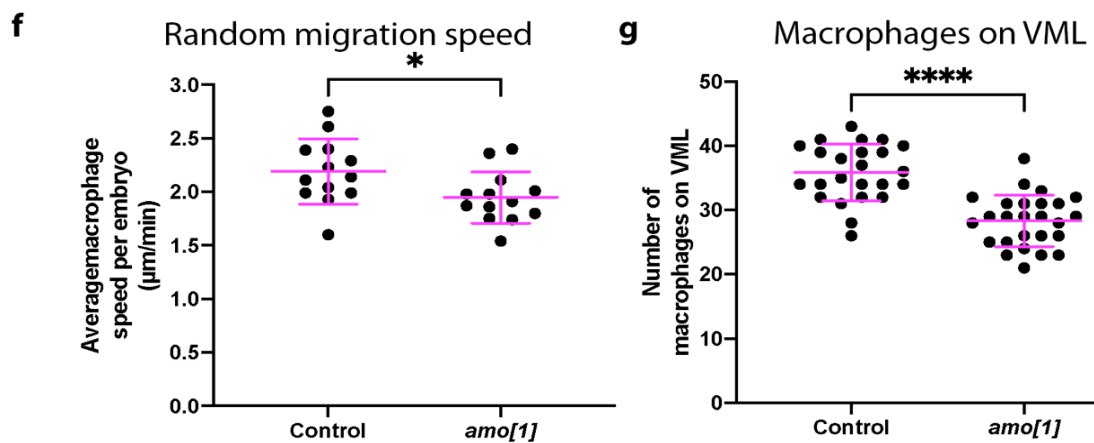 f
Random migration speed
*
3.0
2.5
2.0
1.5
1.0
0.5
0.0
Averagemacrophage
speed per embryo
(µm/min)
Control
amo[1]
g
Macrophages on VML
****
50
40
30
20
10
0
Number of
macrophages on VML
Control
amo[1]